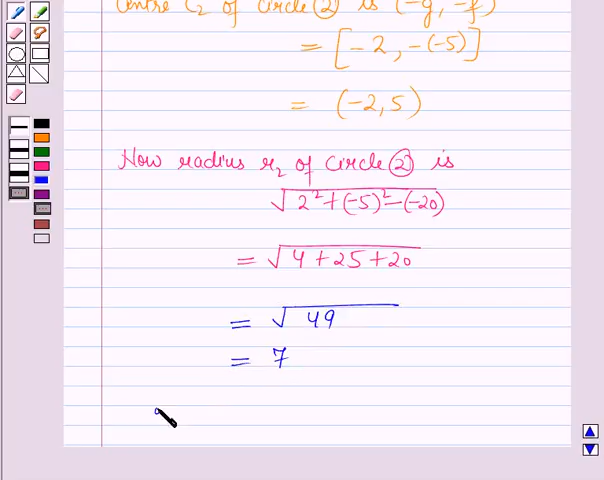 Centre C₂ of circle ② is (-g, -f)
= [-2, -(-5)]
= (-2, 5)
Now radius r₂ of circle ② is
√2² + (-5)² - (-20)
= √4 + 25 + 20
= √49
= 7